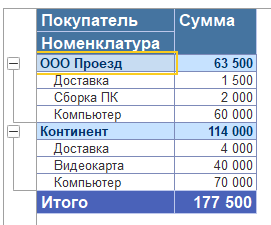 Покупатель Сумма
Номенклатура
ООО Проезд 63 500
Доставка 1 500
Сборка ПК 2 000
Компьютер 60 000
Континент 114 000
Доставка 4 000
Видеокарта 40 000
Компьютер 70 000
Итого 177 500